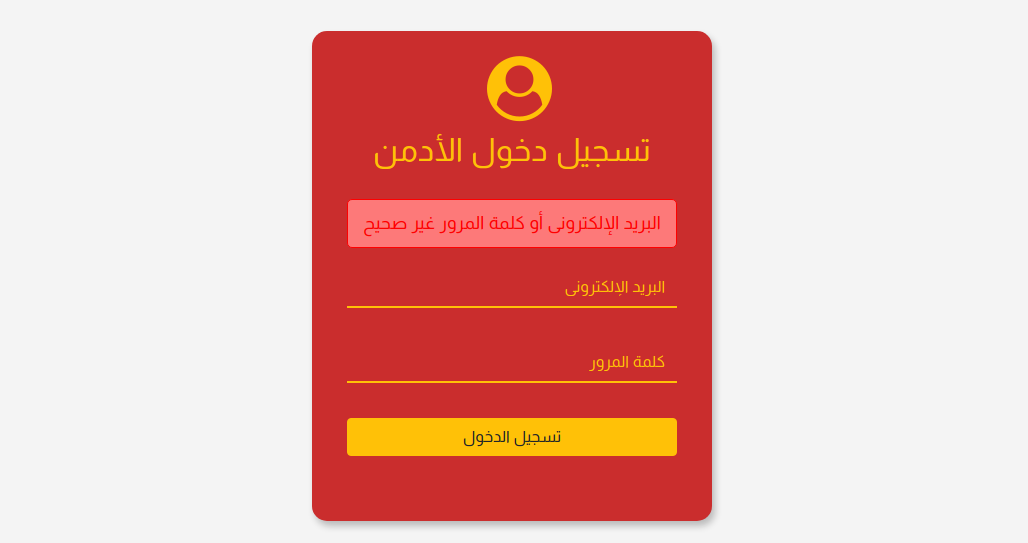 تسجيل دخول الأدمن
البريد الإلكترونى أو كلمة المرور غير صحيح
البريد الإلكترونى
كلمة المرور
تسجيل الدخول